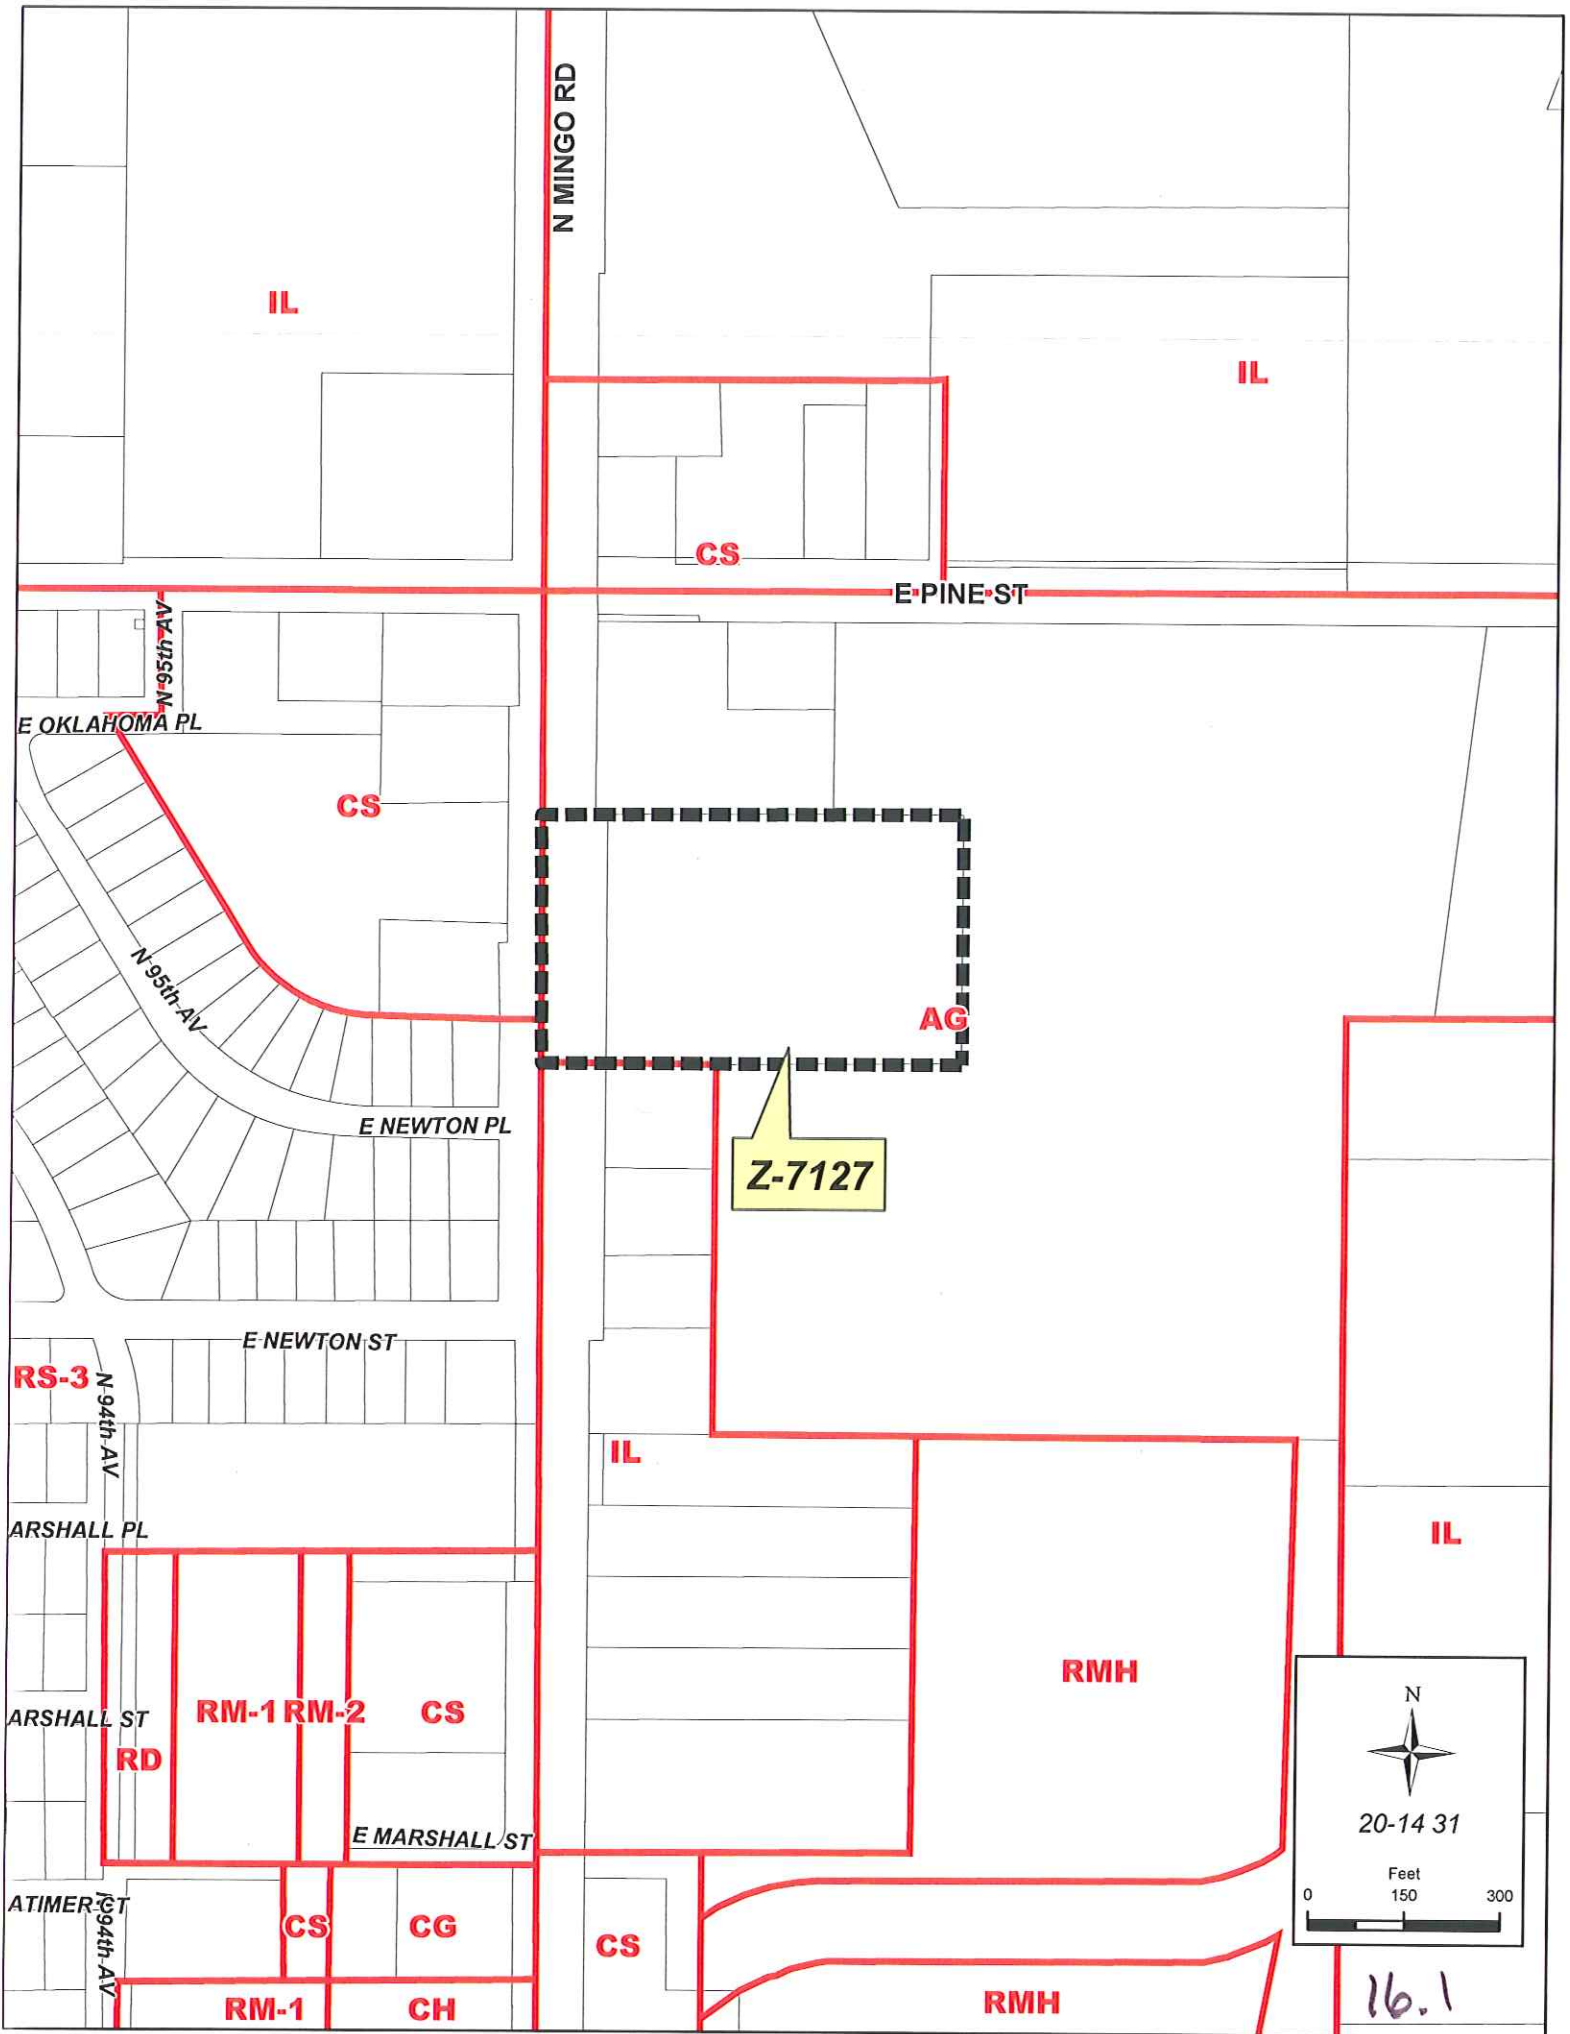 N MINGO RD
IL
IL
CS
E PINE ST
N 95th AV
E OKLAHOMA PL
CS
N 95th AV
AG
E NEWTON PL
Z-7127
E NEWTON ST
RS-3
N 94th AV
IL
ARSHALL PL
IL
RMH
RM-1
RM-2
CS
ARSHALL ST
RD
E MARSHALL ST
N
20-14 31
Feet
0 150 300
ATIMER CT
N 94th AV
CS
CG
CS
RM-1
CH
RMH
16.1